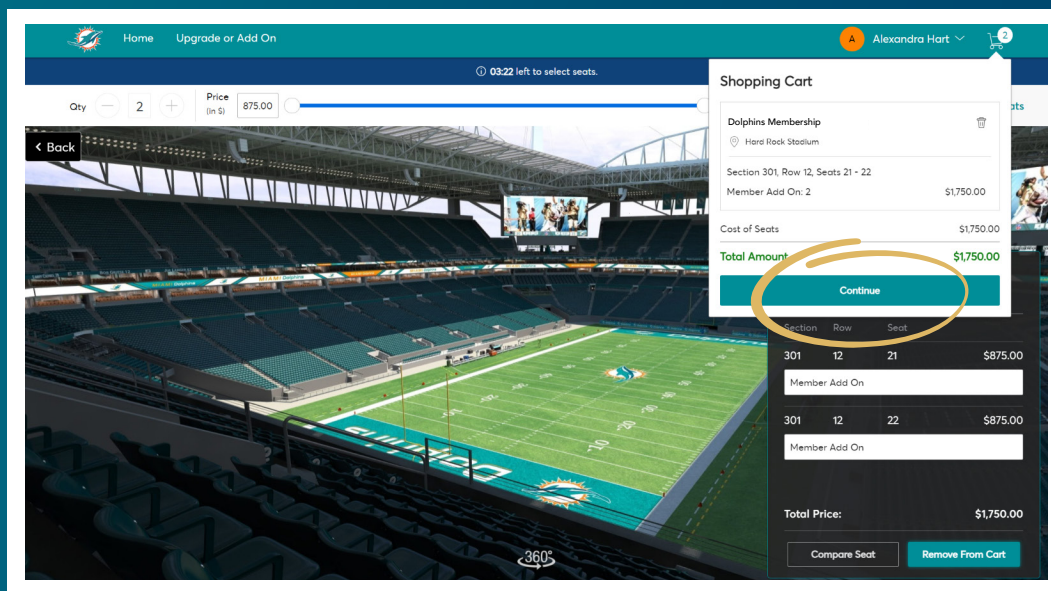 Home Upgrade or Add On
A Alexandra Hart
2
03:22 left to select seats.
Qty 2 Price (in $) 875.00
ats
Back
Shopping Cart
Dolphins Membership
Hard Rock Stadium
Section 301, Row 12, Seats 21 - 22
Member Add On: 2 $1,750.00
Cost of Seats $1,750.00
Total Amount $1,750.00
Continue
Section Row Seat
301 12 21 $875.00
Member Add On
301 12 22 $875.00
Member Add On
Total Price: $1,750.00
Compare Seat Remove From Cart
360°